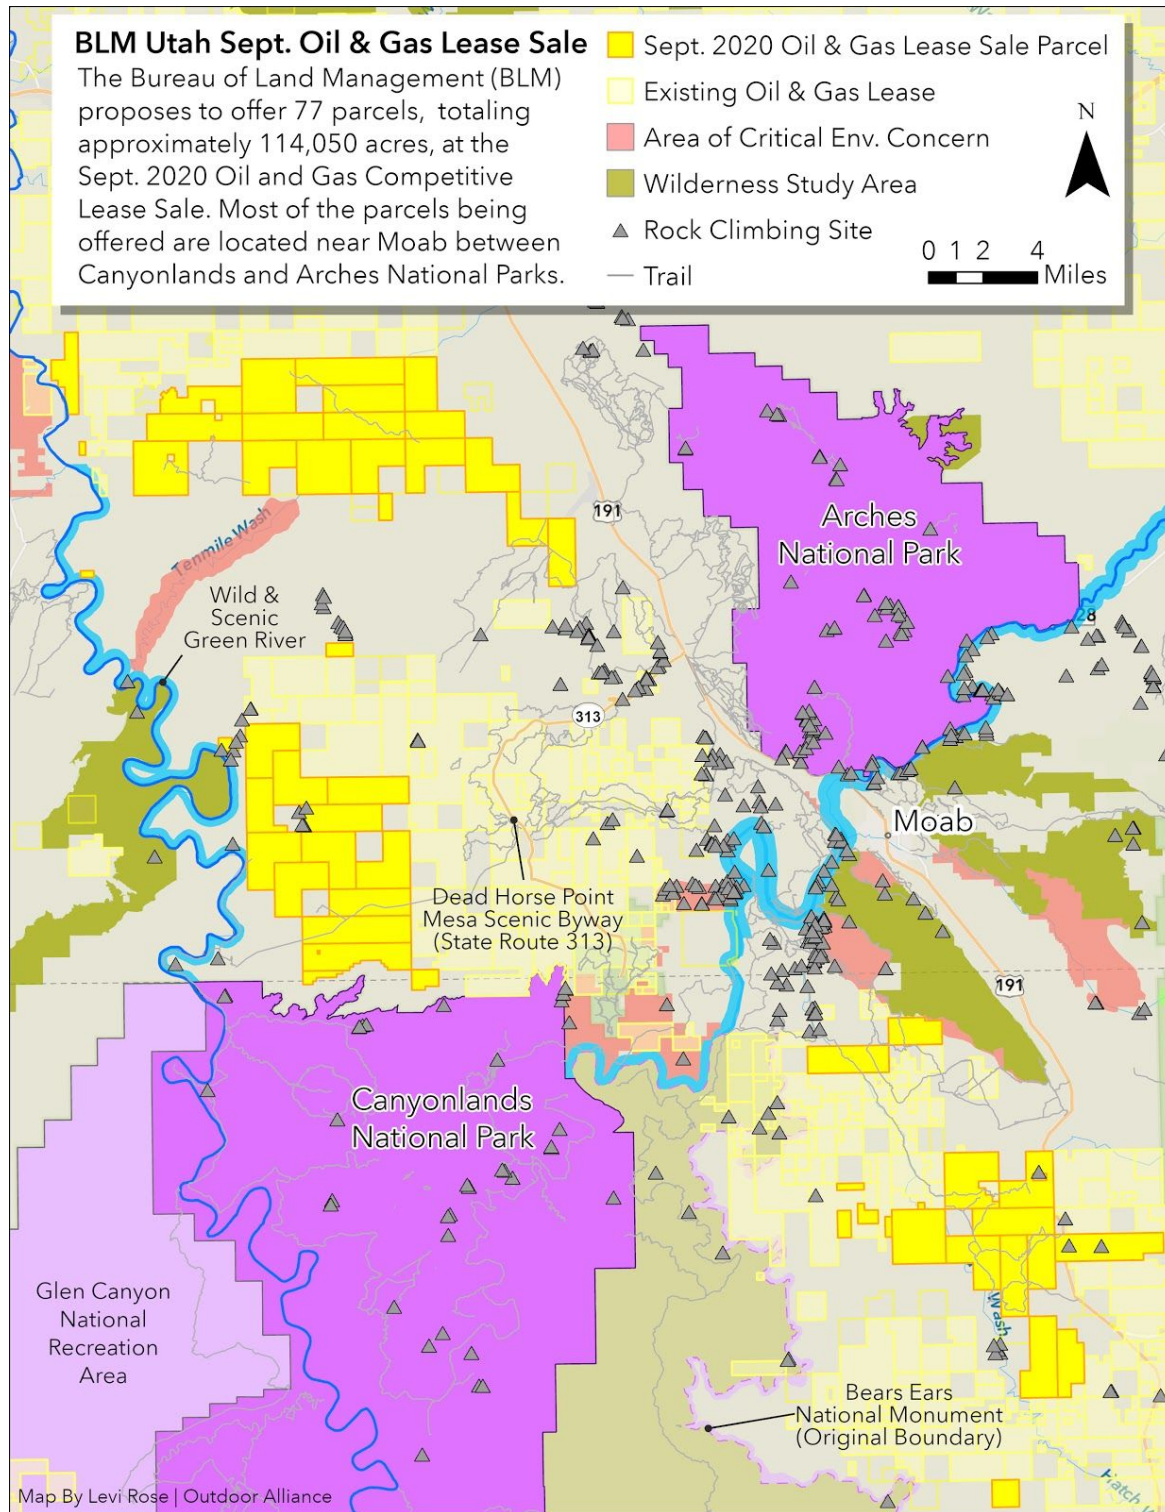 BLM Utah Sept. Oil & Gas Lease Sale
The Bureau of Land Management (BLM)
proposes to offer 77 parcels, totaling
approximately 114,050 acres, at the
Sept. 2020 Oil and Gas Competitive
Lease Sale. Most of the parcels being
offered are located near Moab between
Canyonlands and Arches National Parks.
Sept. 2020 Oil & Gas Lease Sale Parcel
Existing Oil & Gas Lease
Area of Critical Env. Concern
Wilderness Study Area
Rock Climbing Site
Trail
N
0 1 2 4
Miles
191
Arches
National Park
Tenmile Wash
Wild &
Scenic
Green River
28
313
Moab
Dead Horse Point
Mesa Scenic Byway
(State Route 313)
191
Canyonlands
National Park
Glen Canyon
National
Recreation
Area
Wash
Bears Ears
National Monument
(Original Boundary)
Hatch
Map By Levi Rose | Outdoor Alliance